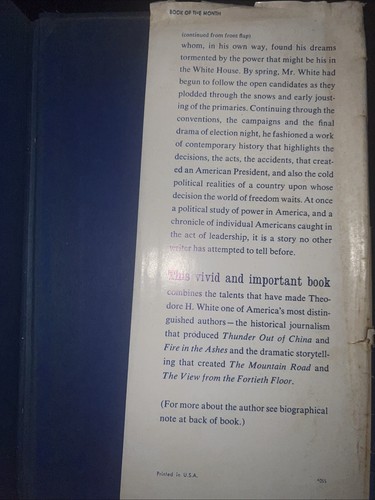 BOOK OF THE MONTH
(continued from front flap)
whom, in his own way, found his dreams
tormented by the power that might be his in
the White House. By spring, Mr. White had
begun to follow the open candidates as they
plodded through the snows and early joust-
ing of the primaries. Continuing through the
conventions, the campaigns and the final
drama of election night, he fashioned a work
of contemporary history that highlights the
decisions, the acts, the accidents, that creat-
ed an American President, and also the cold
political realities of a country upon whose
decision the world of freedom waits. At once
a political study of power in America, and a
chronicle of individual Americans caught in
the act of leadership, it is a story no other
writer has attempted to tell before.
This vivid and important book
combines the talents that have made Theo-
dore H. White one of America's most distin-
guished authors—the historical journalism
that produced Thunder Out of China and
Fire in the Ashes and the dramatic storytell-
ing that created The Mountain Road and
The View from the Fortieth Floor.
(For more about the author see biographical
note at back of book.)
Printed in U.S.A.